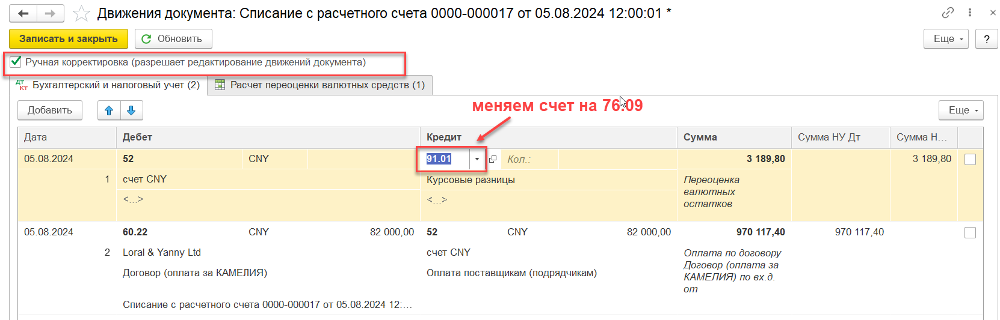 Движения документа: Списание с расчетного счета 0000-000017 от 05.08.2024 12:00:01 *
Записать и закрыть
Обновить
Еще
?
Ручная корректировка (разрешает редактирование движений документа)
Дт Кт Бухгалтерский и налоговый учет (2)
Расчет переоценки валютных средств (1)
меняем счет на 76.09
Добавить
Еще
Дата Дебет Кредит Сумма Сумма НУ Дт Сумма Н...
05.08.2024 52 CNY 91.01 Кол.: 3 189,80 3 189,80
1 счет CNY Курсовые разницы Переоценка
валютных
остатков
<...> <...>
05.08.2024 60.22 CNY 82 000,00 52 CNY 82 000,00 970 117,40 970 117,40
2 Loral & Yanny Ltd счет CNY Оплата по договору
Договор (оплата за
КАМЕЛИЯ) по вх.д.
от
Договор (оплата за КАМЕЛИЯ) Оплата поставщикам (подрядчикам)
Списание с расчетного счета 0000-000017 от 05.08.2024 12:...